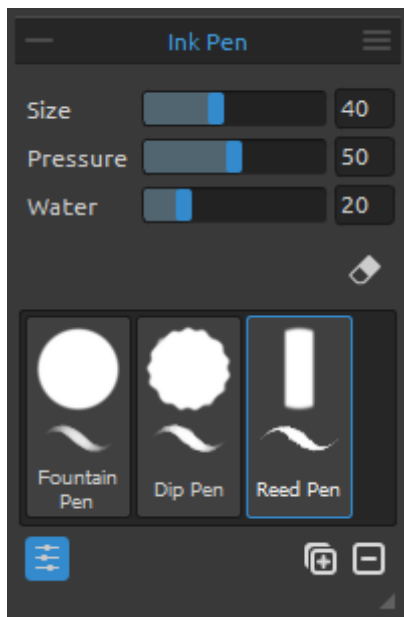 Ink Pen
Size 40
Pressure 50
Water 20
Fountain
Pen
Dip Pen
Reed Pen